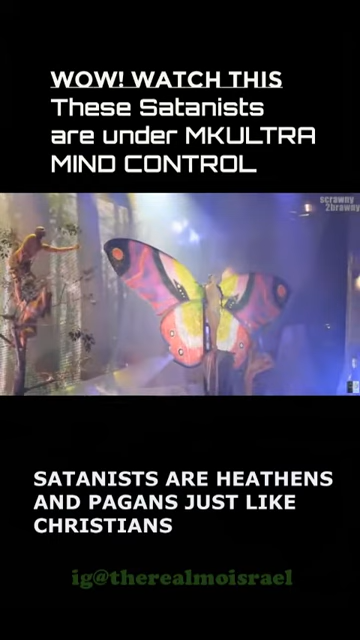 WOW! WATCH THIS
These Satanists
are under MKULTRA
MIND CONTROL
scrawny
2brawny
SATANISTS ARE HEATHENS
AND PAGANS JUST LIKE
CHRISTIANS
ig@therealmoisrael